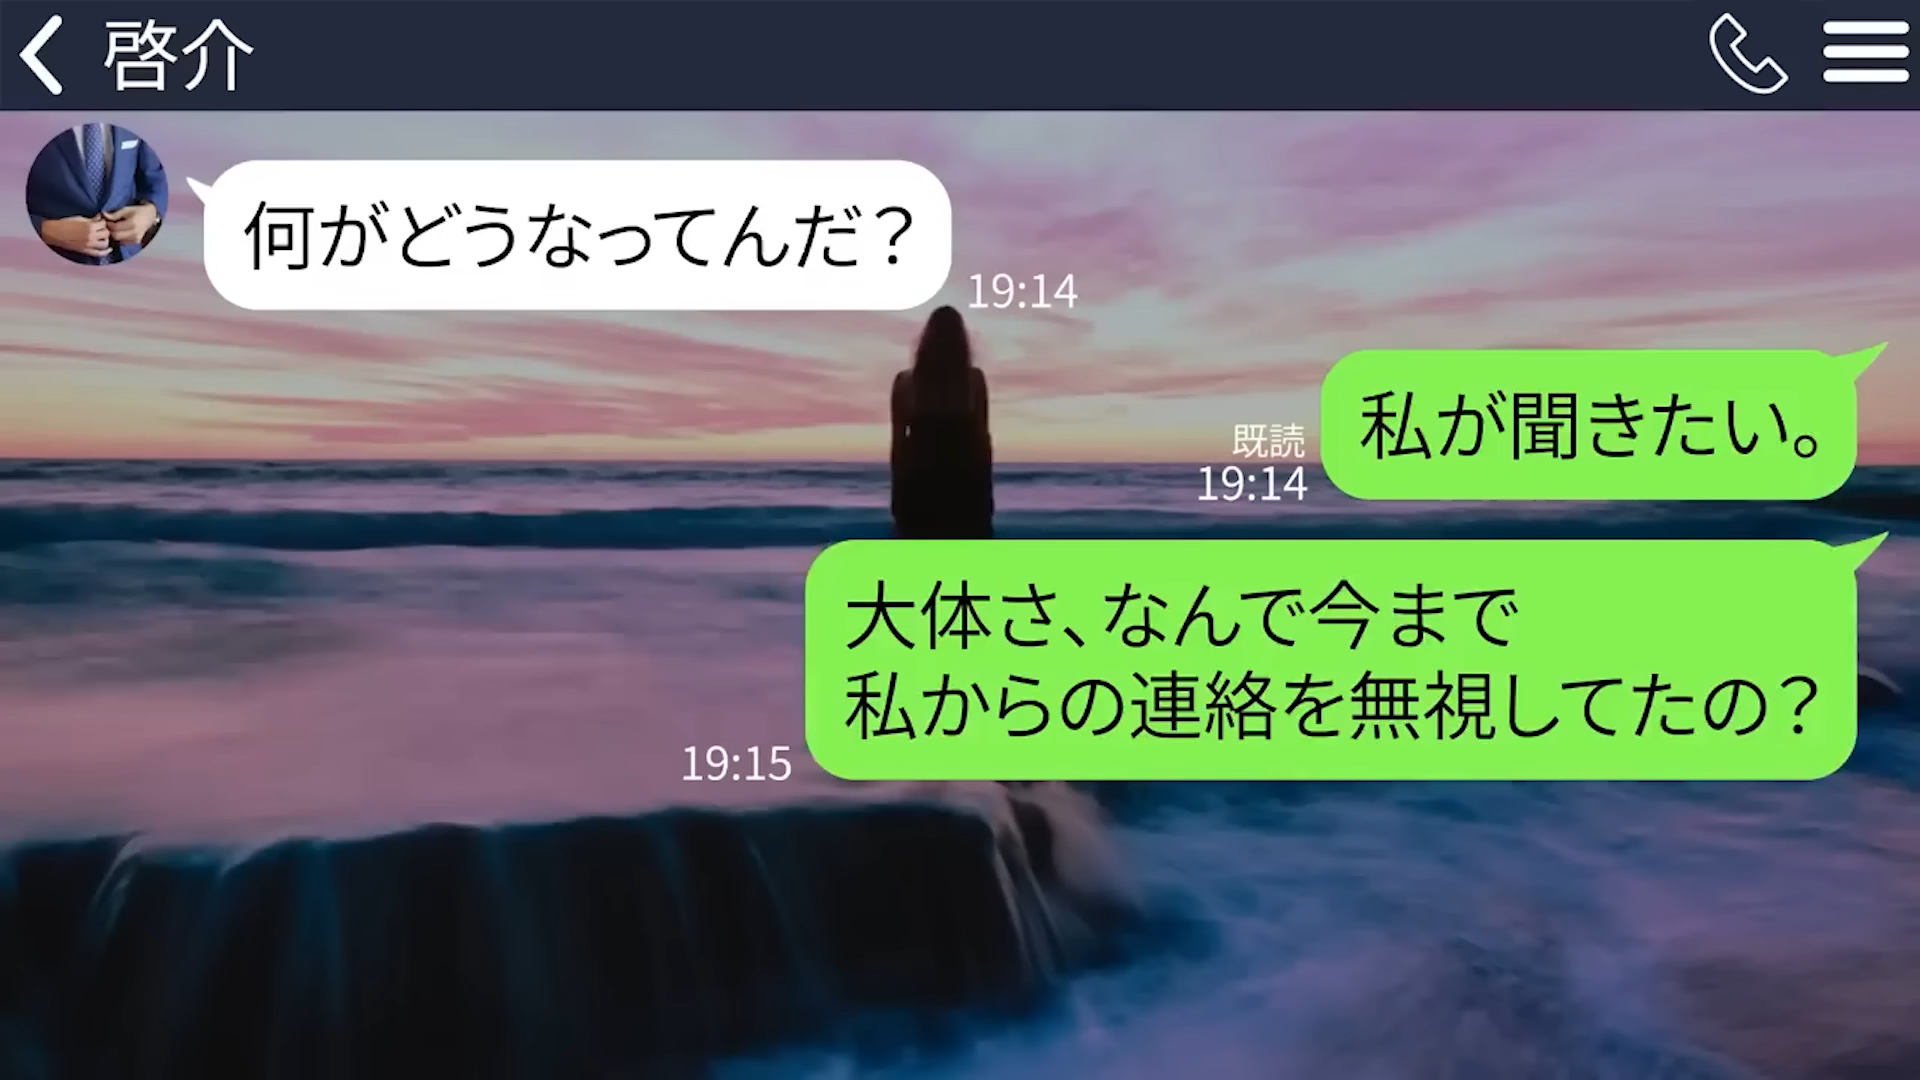 啓介
何がどうなってんだ？
19:14
私が聞きたい。
既読
19:14
大体さ、なんで今まで
私からの連絡を無視してたの？
19:15